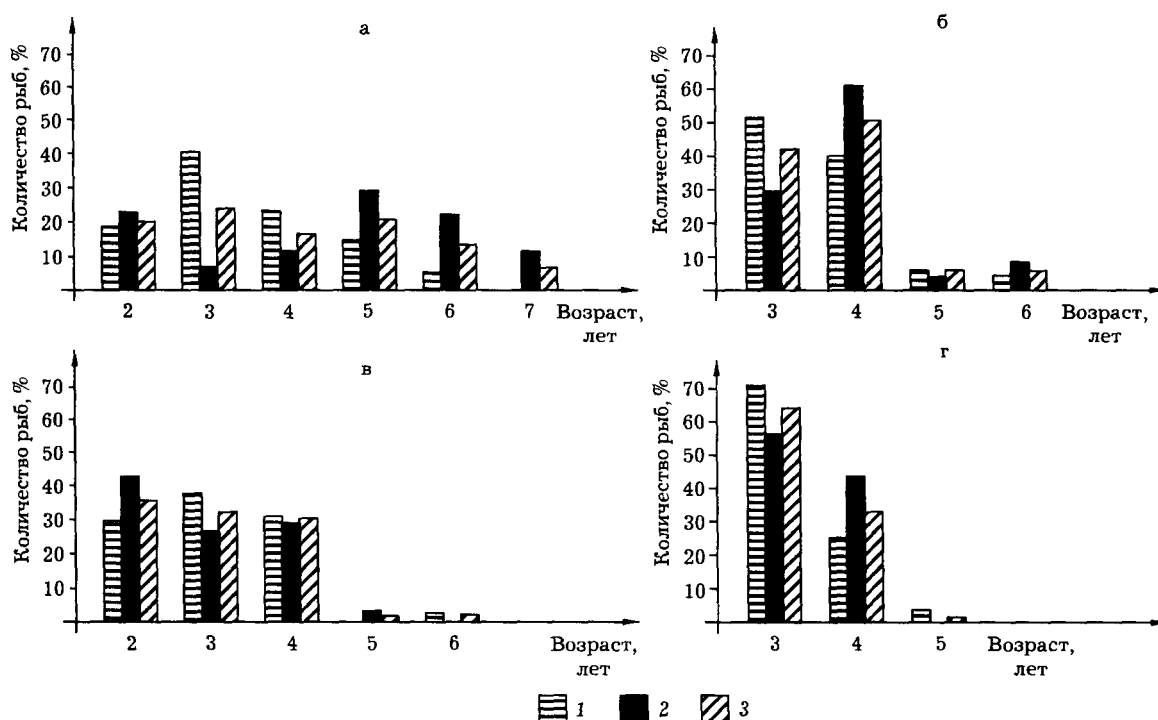 а
Количество рыб, %
70
60
50
40
30
20
10
2 3 4 5 6 7 Возраст,
лет
б
Количество рыб, %
70
60
50
40
30
20
10
3 4 5 6 Возраст,
лет
в
Количество рыб, %
70
60
50
40
30
20
10
2 3 4 5 6 Возраст,
лет
г
Количество рыб, %
70
60
50
40
30
20
10
3 4 5 Возраст,
лет
1 2 3